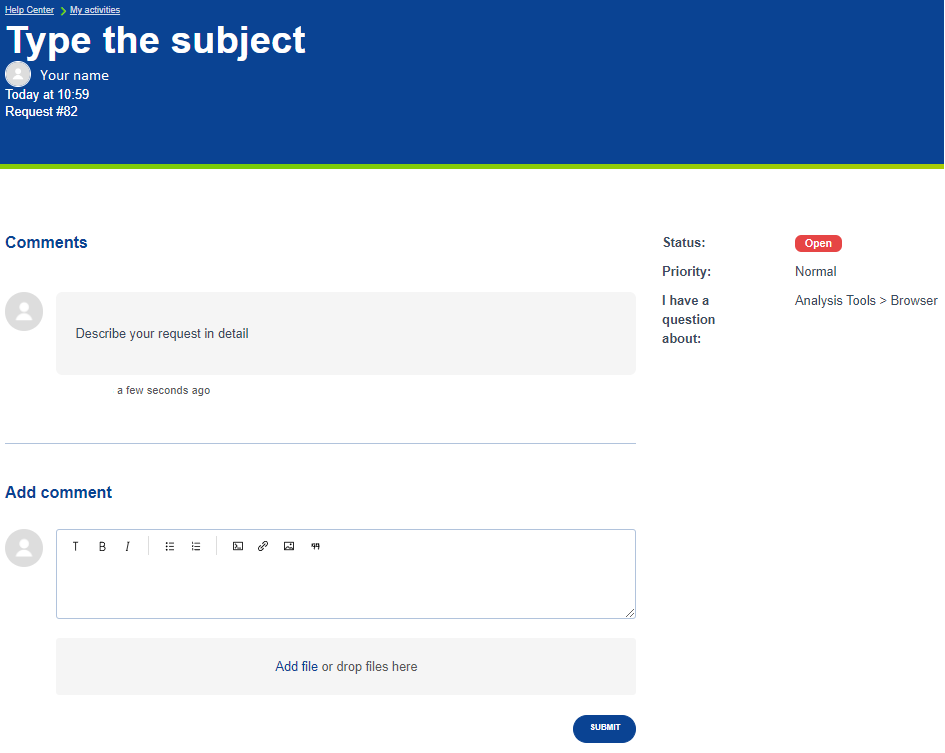 Help Center > My activities
Type the subject
Your name
Today at 10:59
Request #82
Comments
Describe your request in detail
a few seconds ago
Status: Open
Priority: Normal
I have a question about: Analysis Tools > Browser
Add comment
T B I
Add file or drop files here
SUBMIT